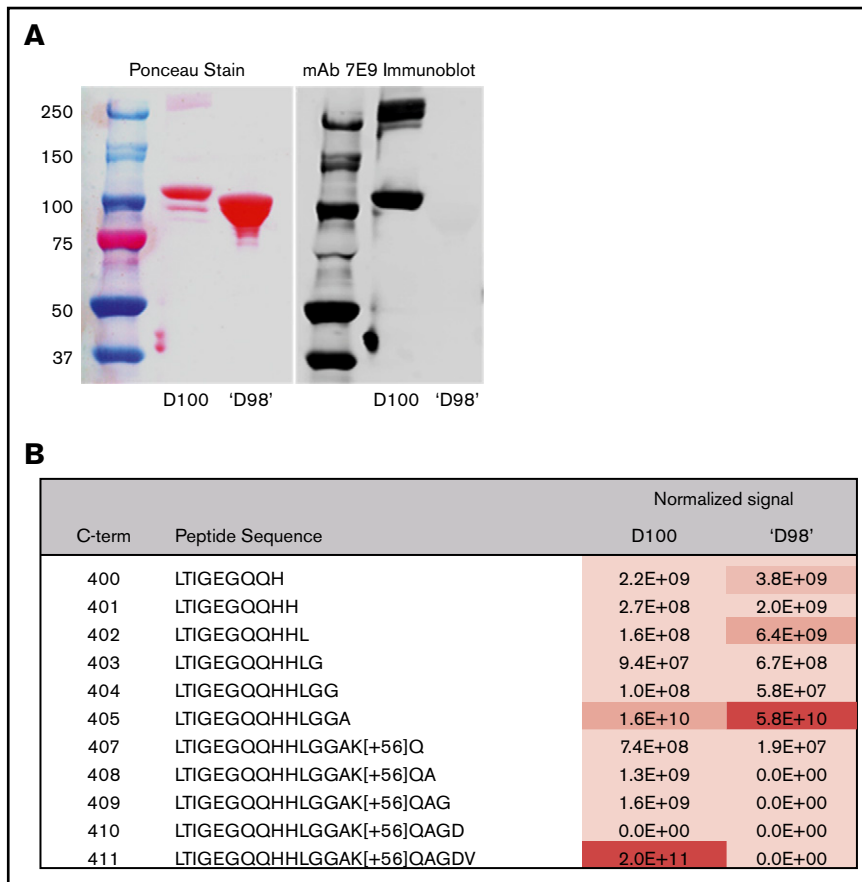 A
Ponceau Stain mAb 7E9 Immunoblot
250
150
100
75
50
37
D100 ‘D98’ D100 ‘D98’
B
Normalized signal
C-term Peptide Sequence D100 ‘D98’
400 LTIGEGQQH 2.2E+09 3.8E+09
401 LTIGEGQQHH 2.7E+08 2.0E+09
402 LTIGEGQQHHL 1.6E+08 6.4E+09
403 LTIGEGQQHHLG 9.4E+07 6.7E+08
404 LTIGEGQQHHLGG 1.0E+08 5.8E+07
405 LTIGEGQQHHLGGA 1.6E+10 5.8E+10
407 LTIGEGQQHHLGGAK[+56]Q 7.4E+08 1.9E+07
408 LTIGEGQQHHLGGAK[+56]QA 1.3E+09 0.0E+00
409 LTIGEGQQHHLGGAK[+56]QAG 1.6E+09 0.0E+00
410 LTIGEGQQHHLGGAK[+56]QAGD 0.0E+00 0.0E+00
411 LTIGEGQQHHLGGAK[+56]QAGDV 2.0E+11 0.0E+00